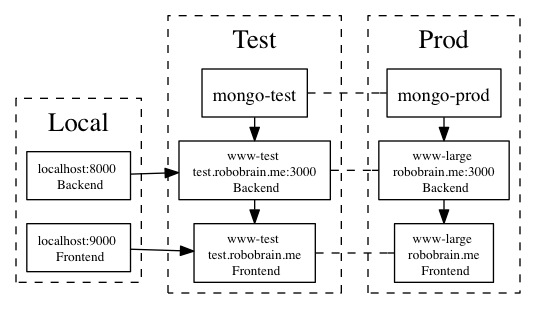 Local
localhost:8000
Backend
localhost:9000
Frontend
Test
mongo-test
www-test
test.robobrain.me:3000
Backend
www-test
test.robobrain.me
Frontend
Prod
mongo-prod
www-large
robobrain.me:3000
Backend
www-large
robobrain.me
Frontend